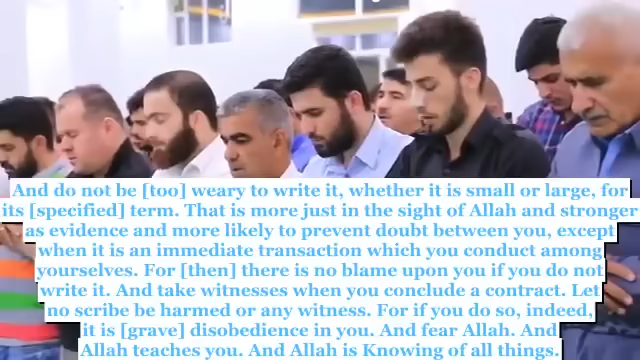 And do not be [too] weary to write it, whether it is small or large, for
its [specified] term. That is more just in the sight of Allah and stronger
as evidence and more likely to prevent doubt between you, except
when it is an immediate transaction which you conduct among
yourselves. For [then] there is no blame upon you if you do not
write it. And take witnesses when you conclude a contract. Let
no scribe be harmed or any witness. For if you do so, indeed,
it is [grave] disobedience in you. And fear Allah. And
Allah teaches you. And Allah is Knowing of all things.